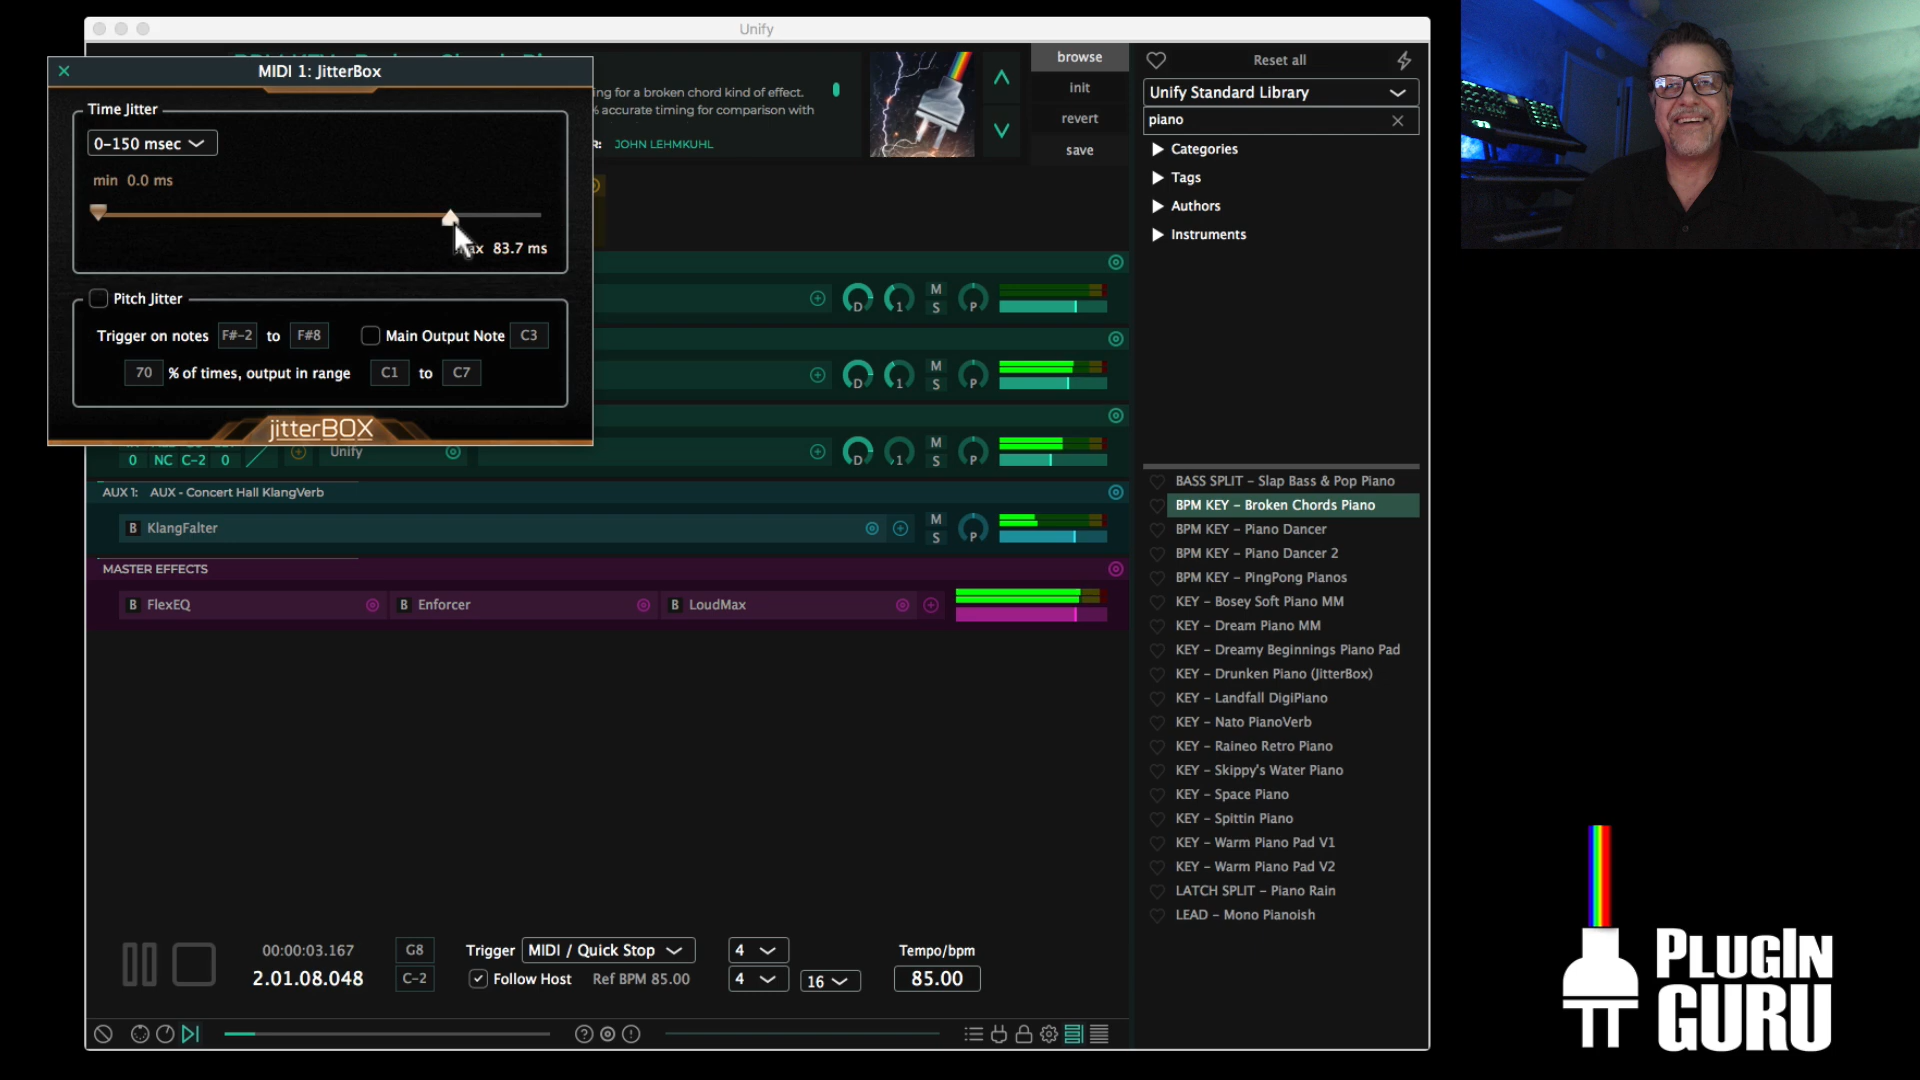 Unify
MIDI 1: JitterBox
Time Jitter
0-150 msec
min 0.0 ms
83.7 ms
Pitch Jitter
Trigger on notes F#-2 to F#8
Main Output Note C3
70 % of times, output in range C1 to C7
jitterBOX
ng for a broken chord kind of effect.
% accurate timing for comparison with
R: JOHN LEHMKUHL
browse
init
revert
save
Reset all
Unify Standard Library
piano
Categories
Tags
Authors
Instruments
D 1 M S P
D 1 M S P
0 NC C-2 0
Unify
D 1 M S P
AUX 1: AUX - Concert Hall KlangVerb
B KlangFalter
M S P
MASTER EFFECTS
B FlexEQ
B Enforcer
B LoudMax
BASS SPLIT - Slap Bass & Pop Piano
BPM KEY - Broken Chords Piano
BPM KEY - Piano Dancer
BPM KEY - Piano Dancer 2
BPM KEY - PingPong Pianos
KEY - Bosey Soft Piano MM
KEY - Dream Piano MM
KEY - Dreamy Beginnings Piano Pad
KEY - Drunken Piano (JitterBox)
KEY - Landfall DigiPiano
KEY - Nato PianoVerb
KEY - Raineo Retro Piano
KEY - Skippy's Water Piano
KEY - Space Piano
KEY - Spittin Piano
KEY - Warm Piano Pad V1
KEY - Warm Piano Pad V2
LATCH SPLIT - Piano Rain
LEAD - Mono Pianoish
00:00:03.167
2.01.08.048
G8
C-2
Trigger MIDI / Quick Stop
Follow Host Ref BPM 85.00
4
4
16
Tempo/bpm
85.00
PLUGIN
GURU